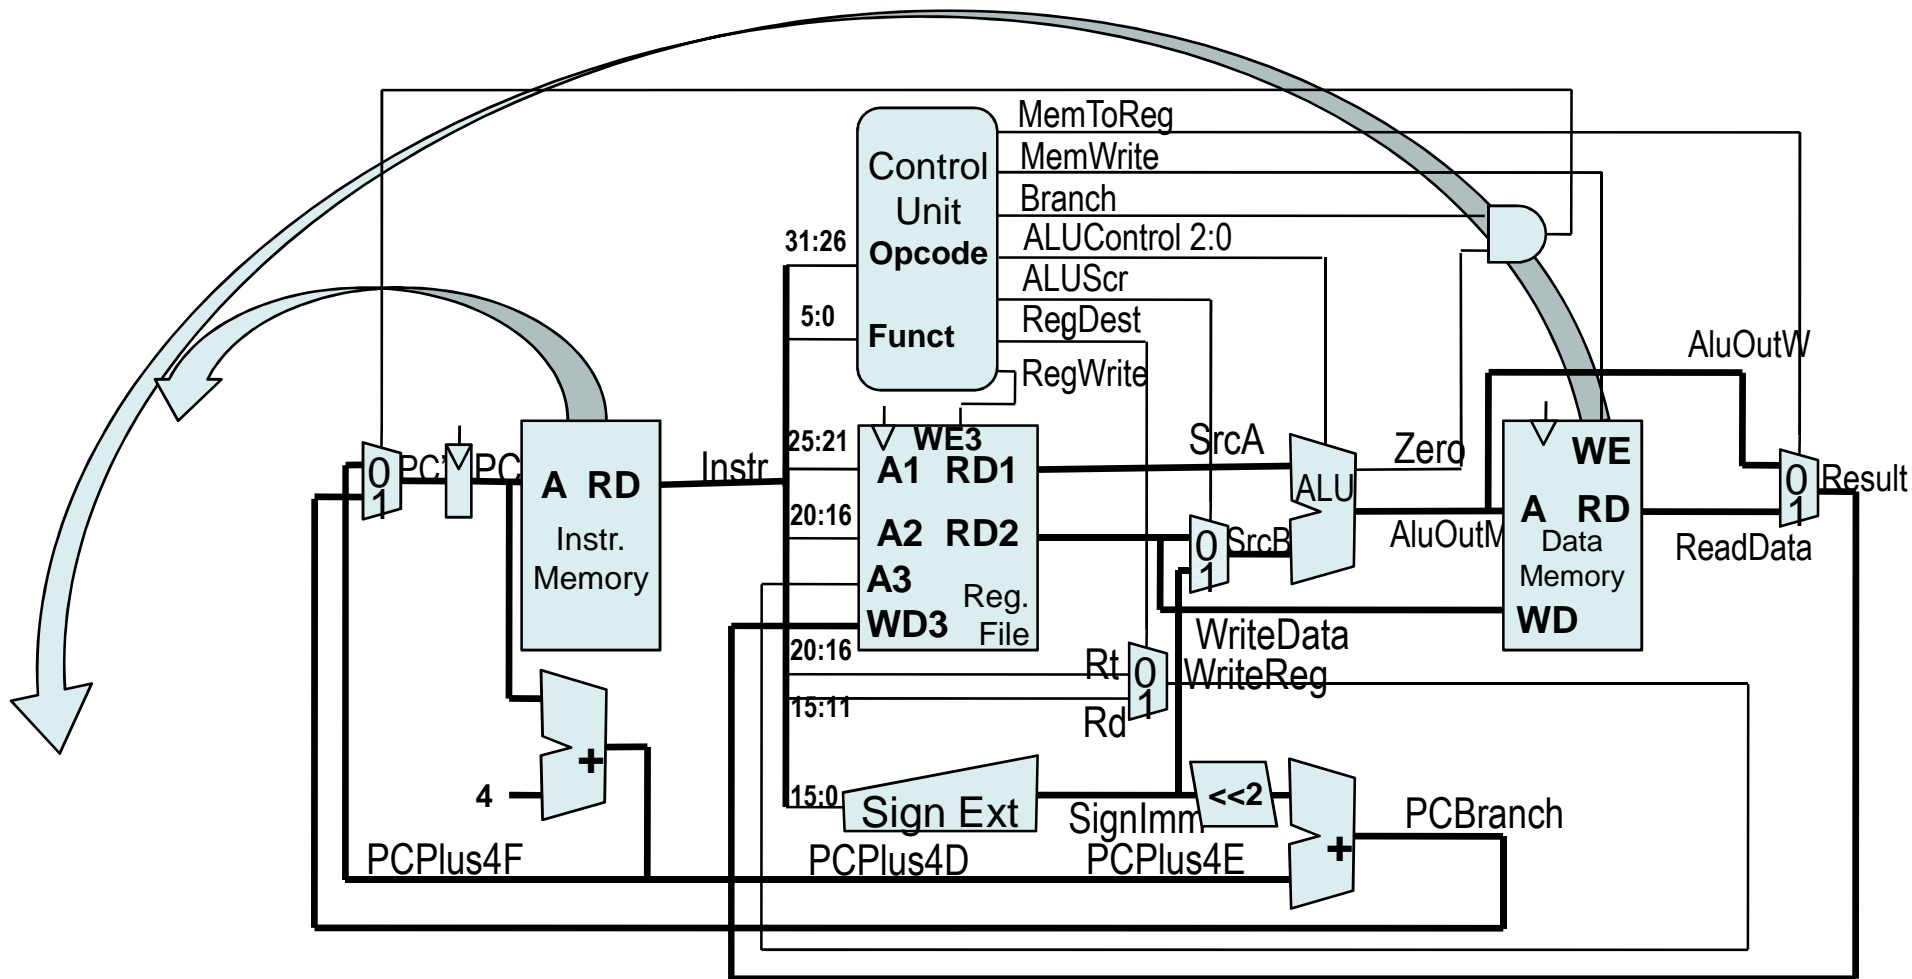 MemToReg
MemWrite
Branch
ALUControl 2:0
ALUScr
RegDest
RegWrite
Control
Unit
Opcode
Funct
31:26
5:0
25:21
20:16
20:16
15:11
15:0
0
1
PC'
PC
A RD
Instr.
Memory
Instr
WE3
A1 RD1
A2 RD2
A3
WD3
Reg.
File
SrcA
0
1
SrcB
ALU
Zero
AluOutM
AluOutW
WE
A RD
Data
Memory
WD
ReadData
0
1
Result
WriteData
WriteReg
Rt
Rd
0
1
+
4
Sign Ext
SignImm
<<2
+
PCBranch
PCPlus4F
PCPlus4D
PCPlus4E